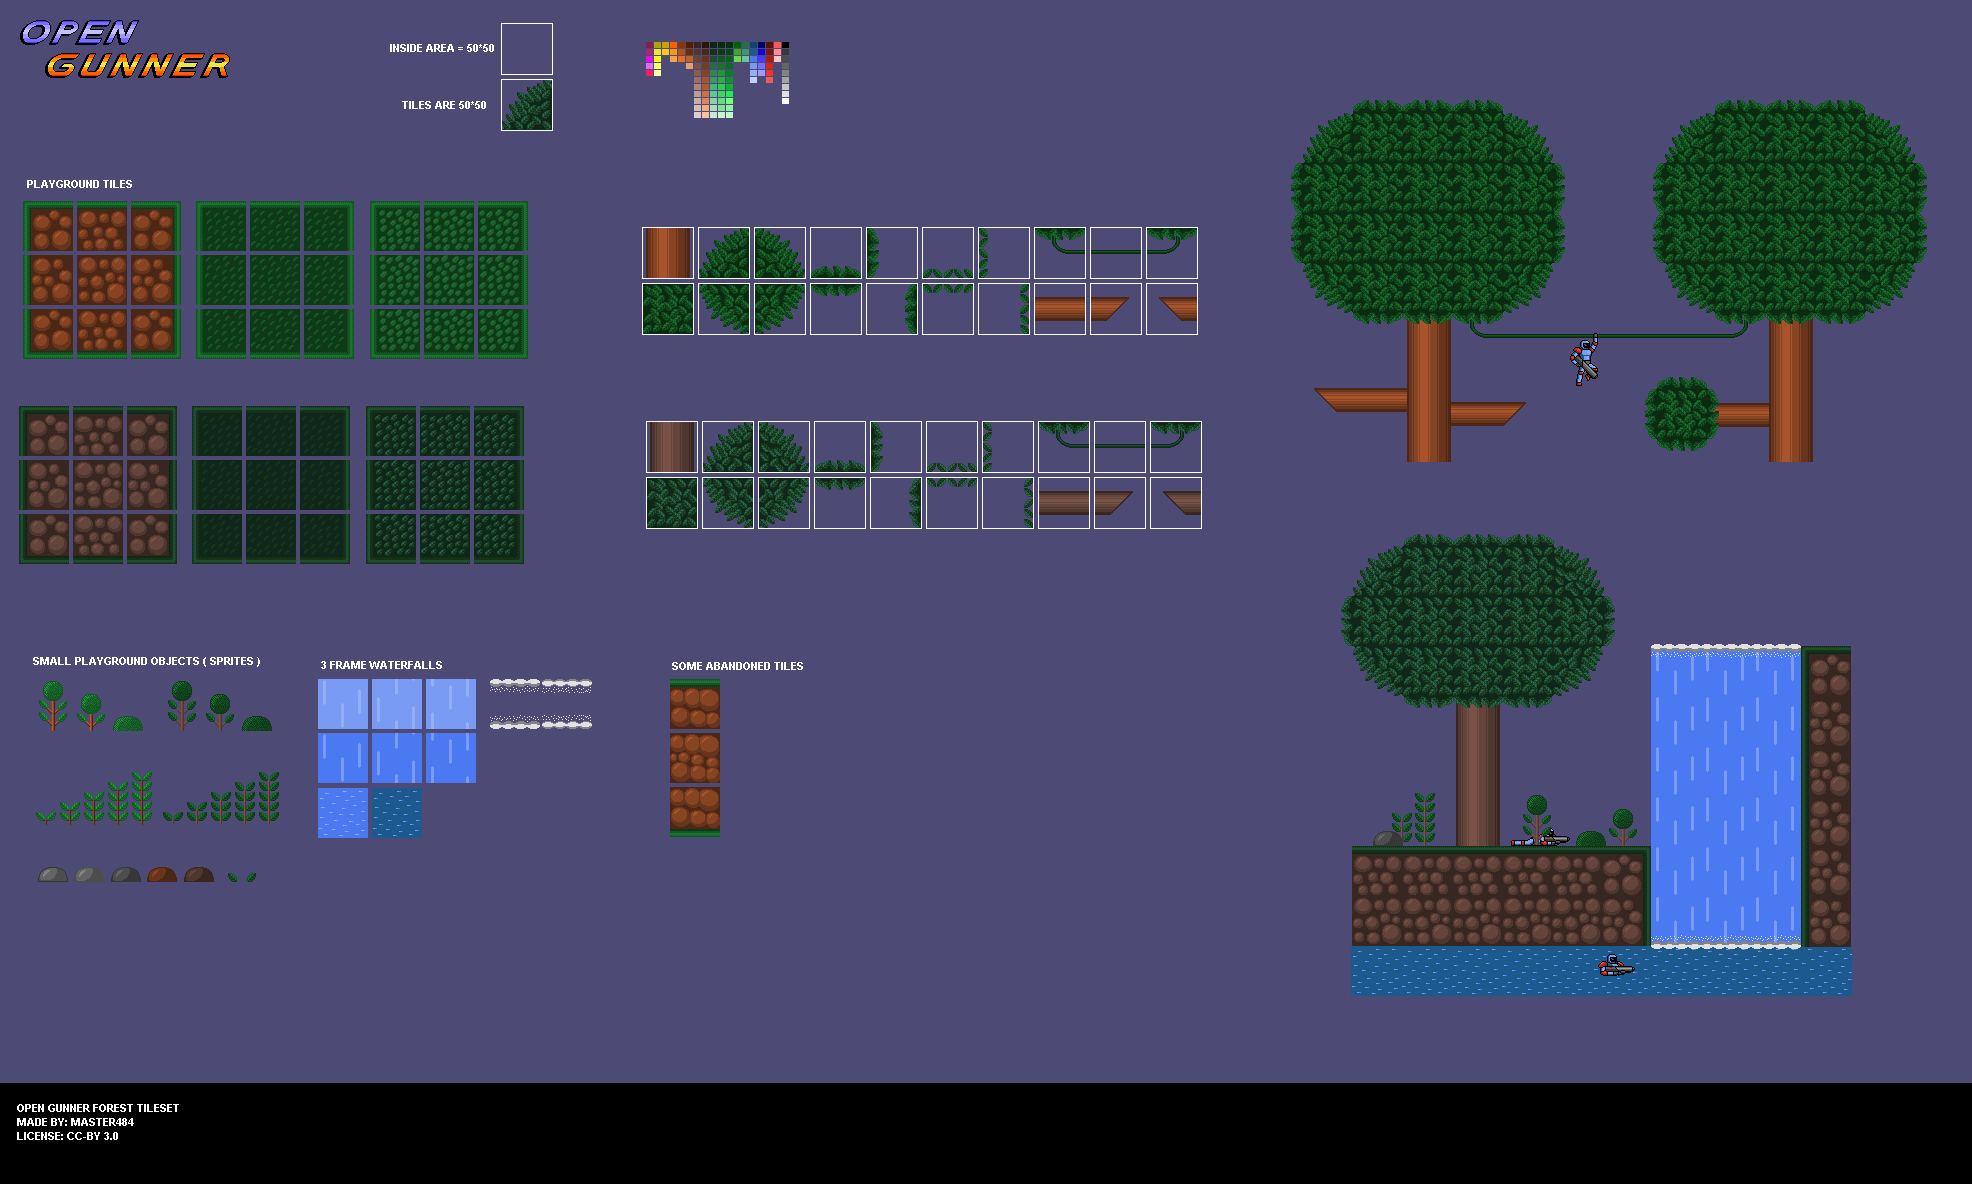 OPEN
GUNNER
INSIDE AREA = 50*50
TILES ARE 50*50
PLAYGROUND TILES
SMALL PLAYGROUND OBJECTS ( SPRITES )
3 FRAME WATERFALLS
SOME ABANDONED TILES
OPEN GUNNER FOREST TILESET
MADE BY: MASTER484
LICENSE: CC-BY 3.0